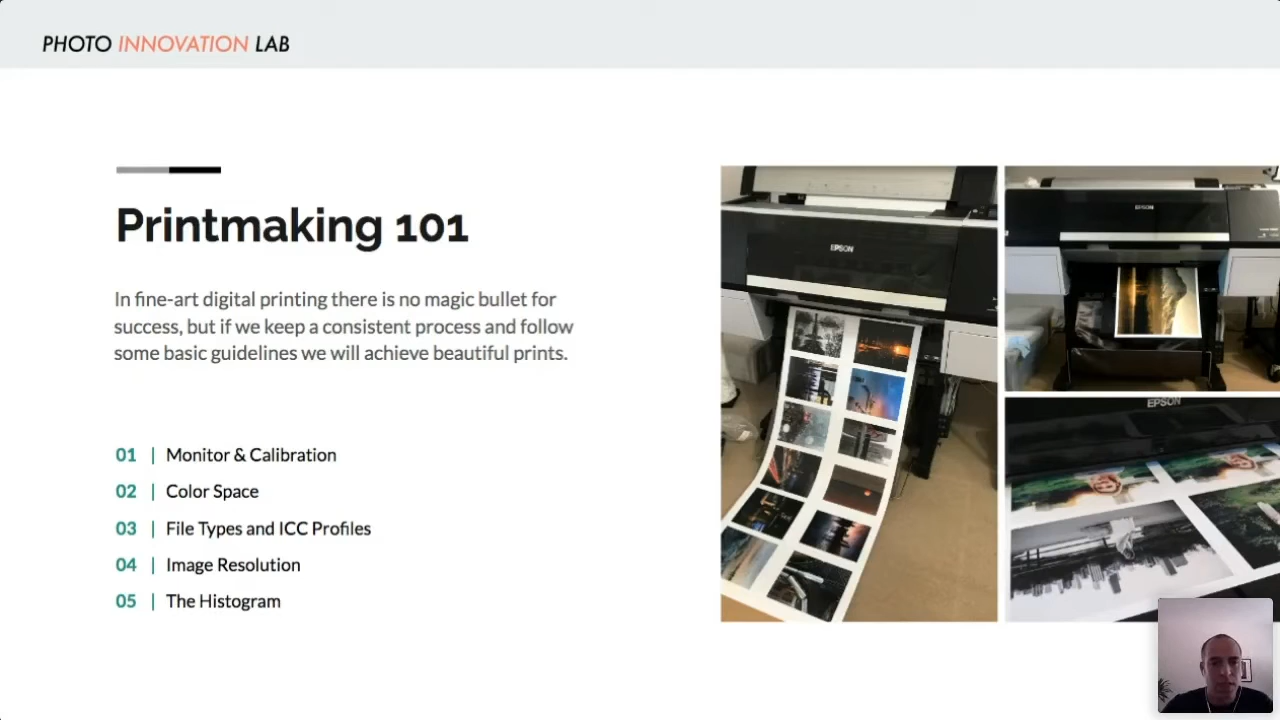 PHOTO INNOVATION LAB
Printmaking 101
In fine-art digital printing there is no magic bullet for
success, but if we keep a consistent process and follow
some basic guidelines we will achieve beautiful prints.
01 | Monitor & Calibration
02 | Color Space
03 | File Types and ICC Profiles
04 | Image Resolution
05 | The Histogram
EPSON
EPSON
EPSON